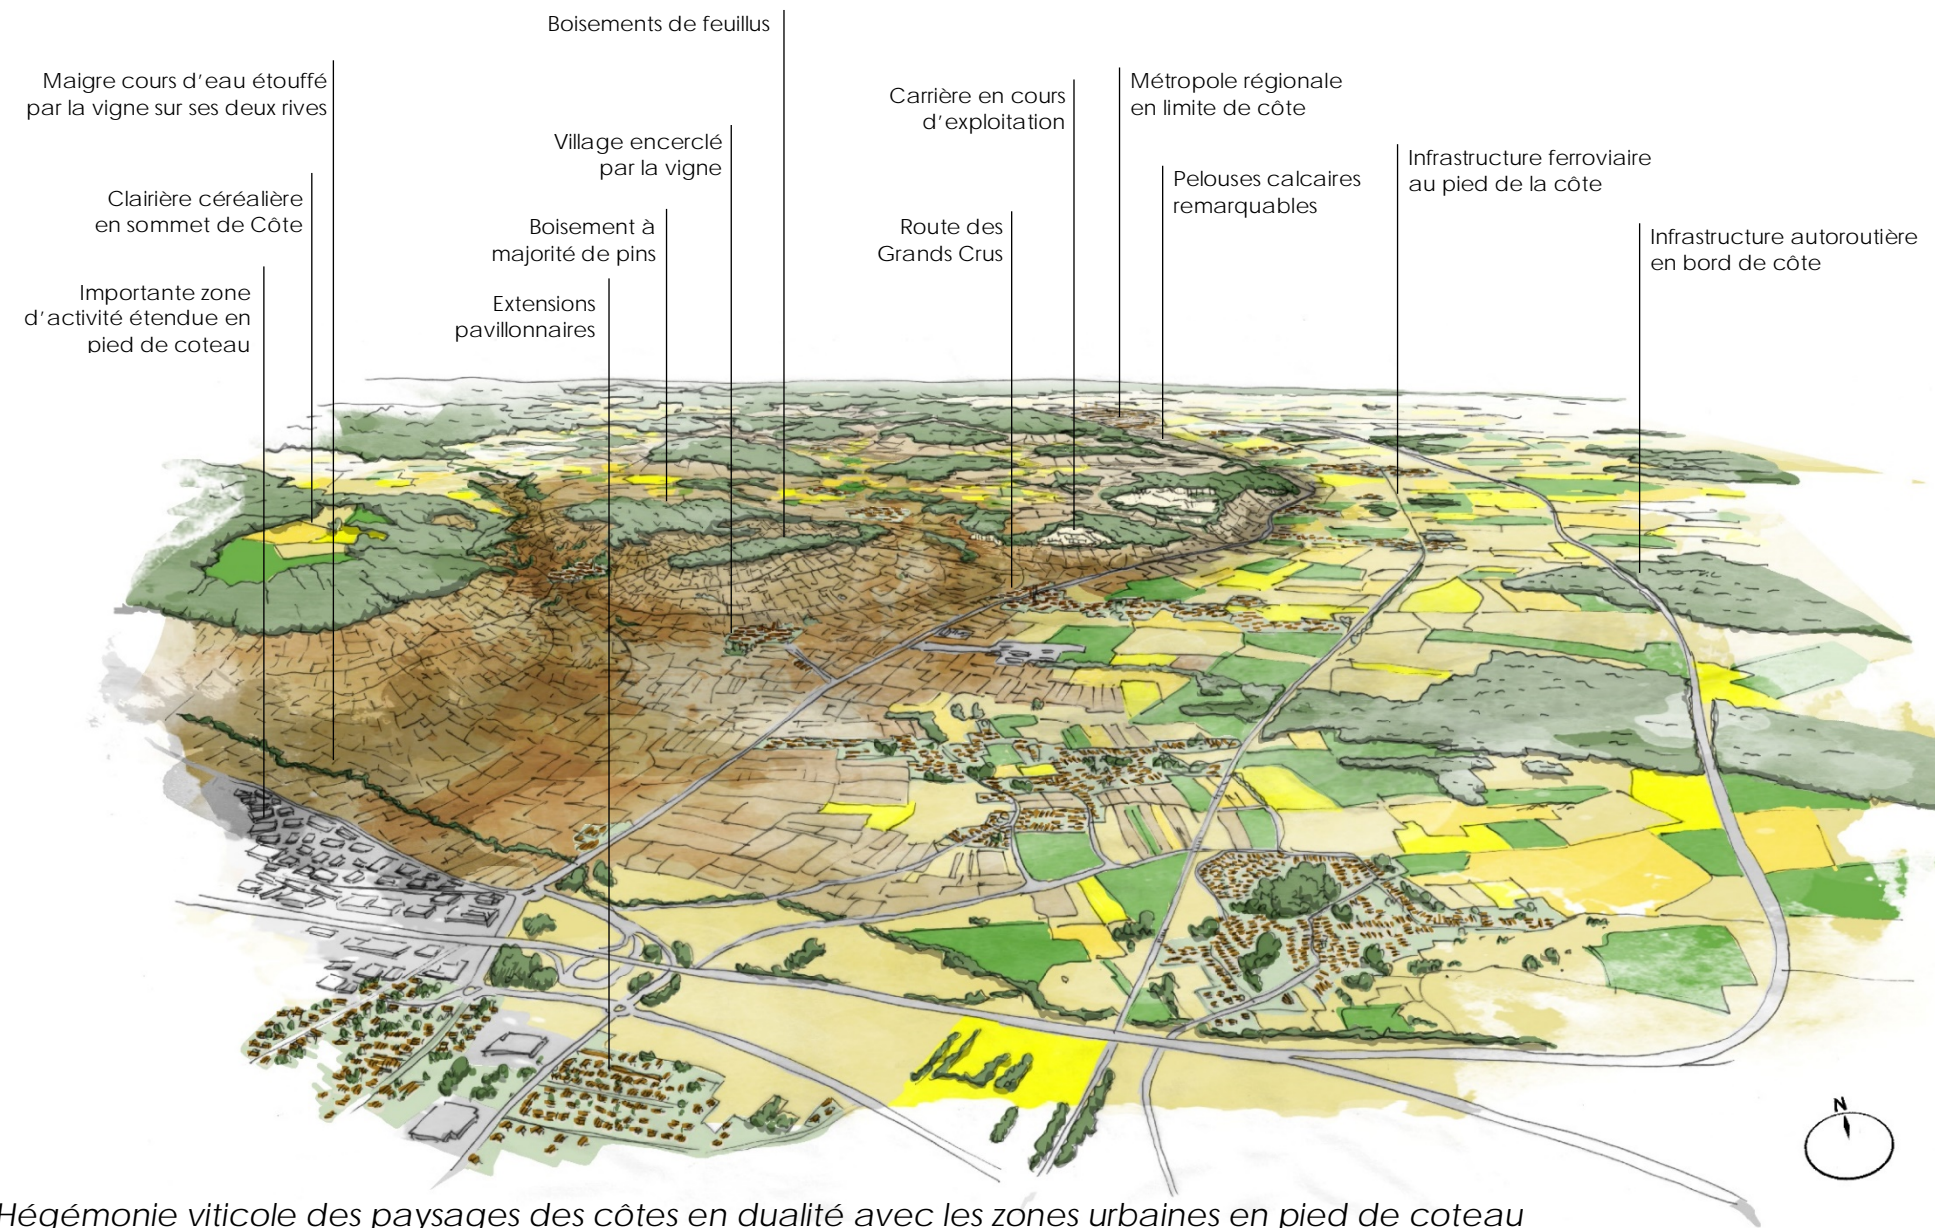 Boisements de feuillus
Maigre cours d'eau étouffé
par la vigne sur ses deux rives
Carrière en cours
d'exploitation
Métropole régionale
en limite de côte
Village encerclé
par la vigne
Infrastructure ferroviaire
au pied de la côte
Pelouses calcaires
remarquables
Clairière céréalière
en sommet de Côte
Boisement à
majorité de pins
Route des
Grands Crus
Infrastructure autoroutière
en bord de côte
Importante zone
d'activité étendue en
pied de coteau
Extensions
pavillonnaires
N
Hégémonie viticole des paysages des côtes en dualité avec les zones urbaines en pied de coteau